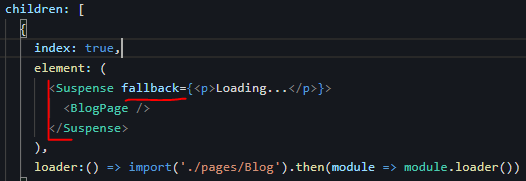 children: [
{
index: true,
element: (
<Suspense fallback={<p>Loading...</p>}>
<BlogPage />
</Suspense>
),
loader:() => import('./pages/Blog').then(module => module.loader())